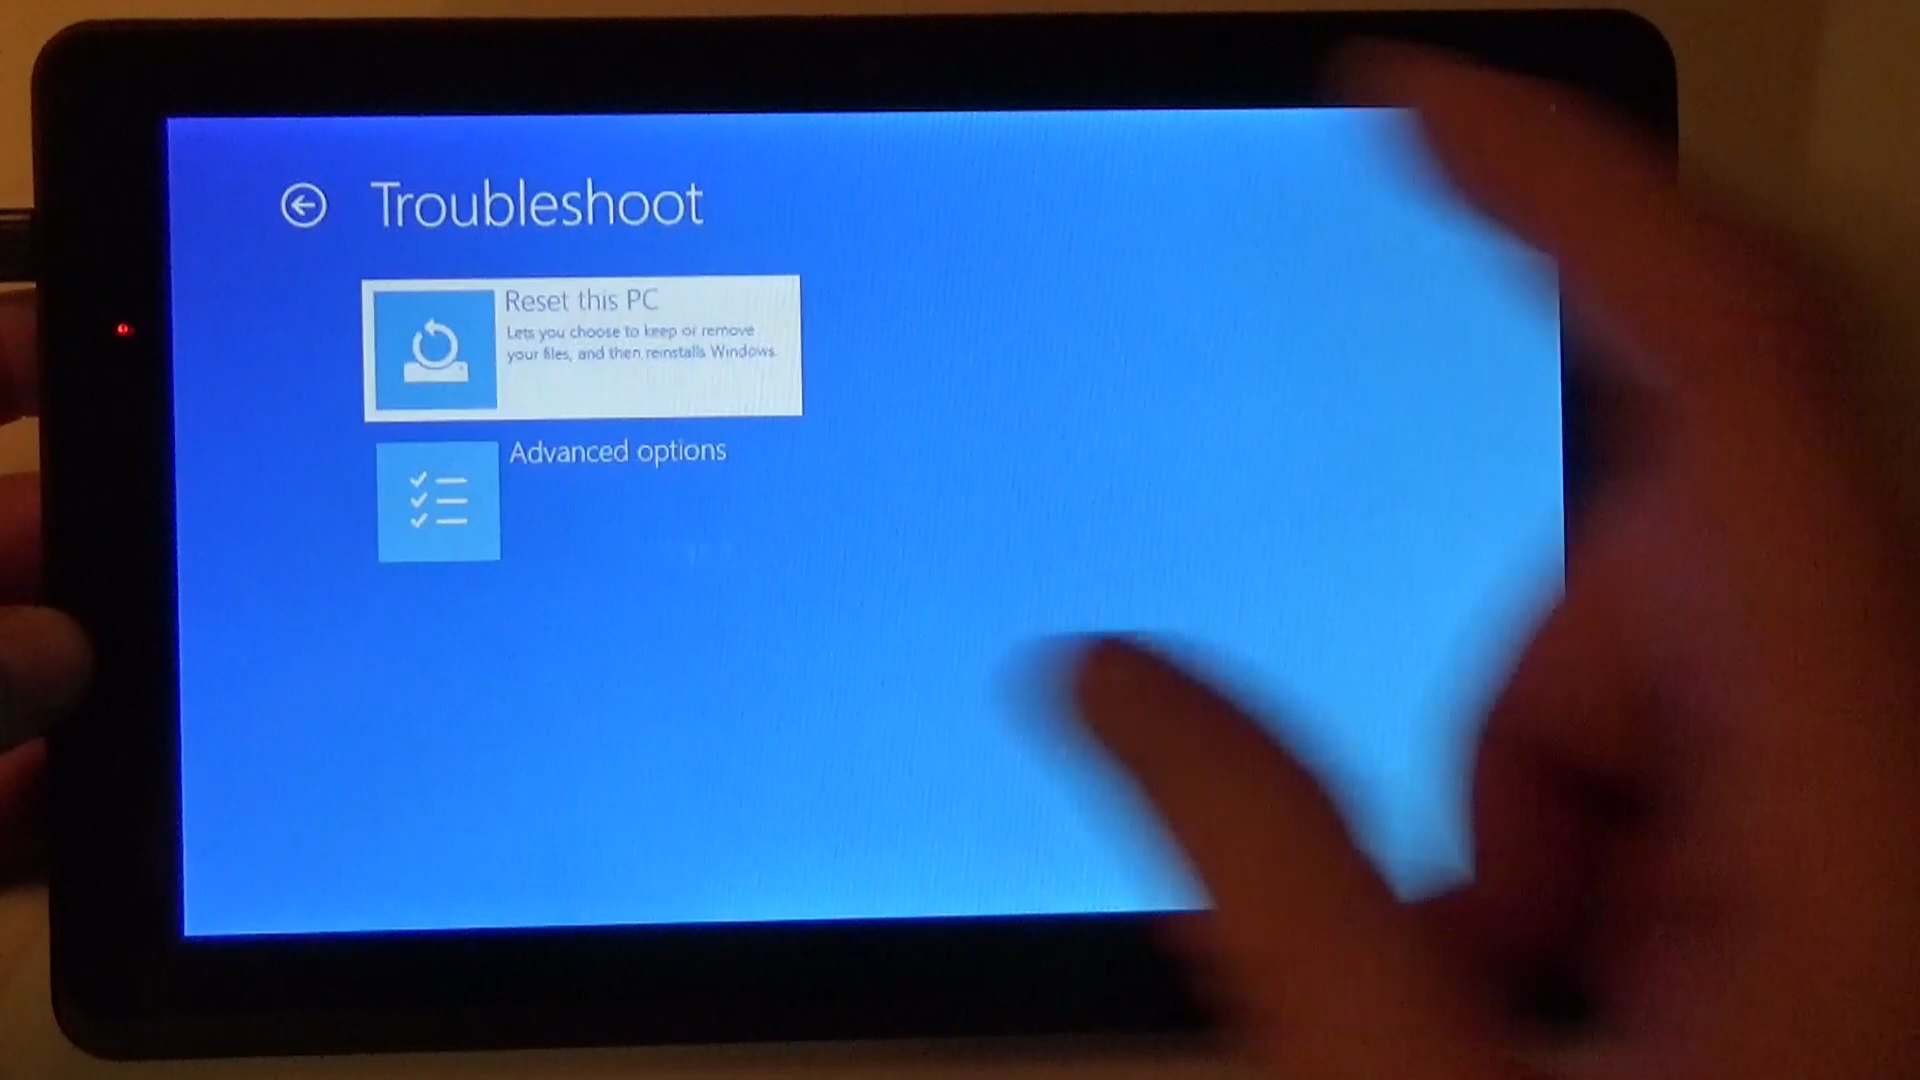 Troubleshoot
Reset this PC
Lets you choose to keep or remove
your files, and then reinstalls Windows.
Advanced options